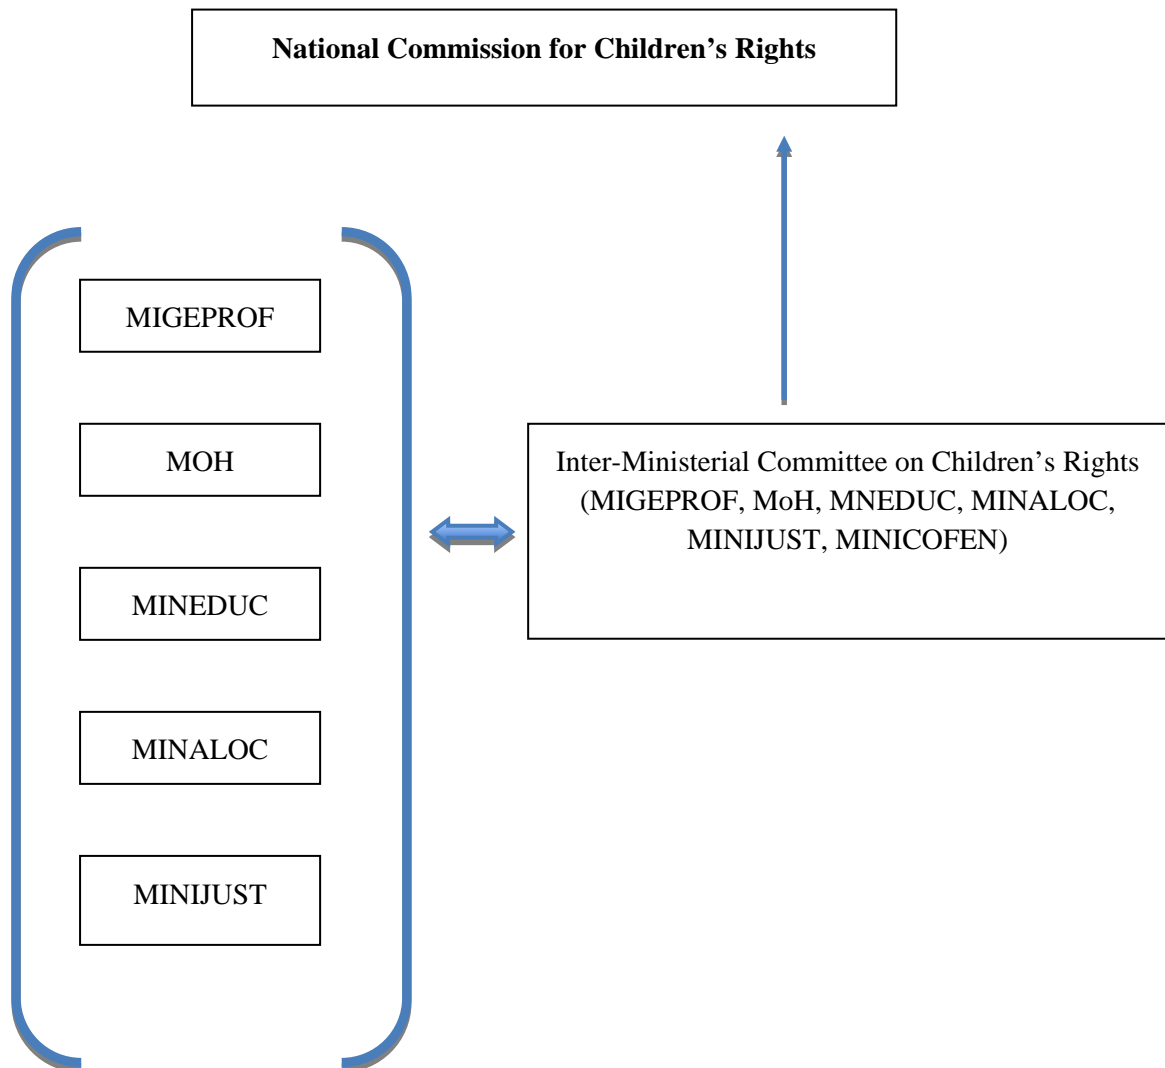 National Commission for Children’s Rights
MIGEPROF
MOH
MINEDUC
MINALOC
MINIJUST
Inter-Ministerial Committee on Children’s Rights
(MIGEPROF, MoH, MNEDUC, MINALOC,
MINIJUST, MINICOFEN)